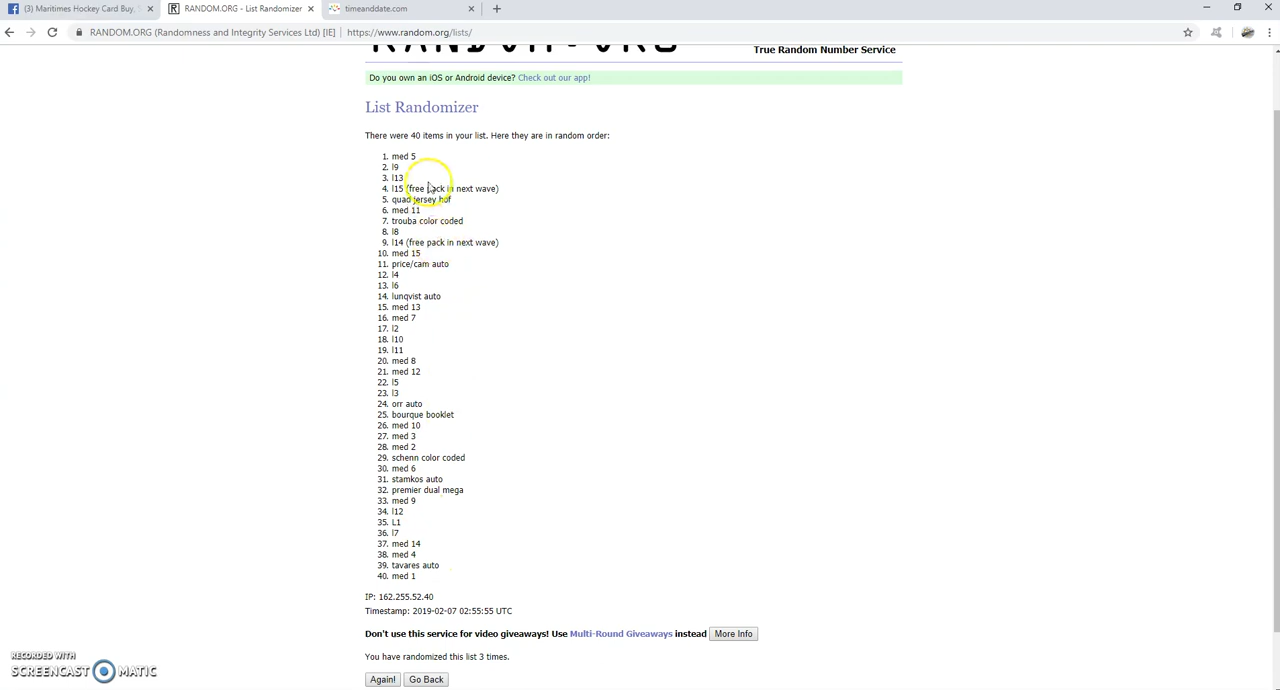 (3) Maritimes Hockey Card Buy, S
RANDOM.ORG - List Randomizer
timeanddate.com
RANDOM.ORG (Randomness and Integrity Services Ltd) [IE] | https://www.random.org/lists/
RANDOM.ORG
True Random Number Service
Do you own an iOS or Android device? Check out our app!
List Randomizer
There were 40 items in your list. Here they are in random order:
1. med 5
2. l9
3. l13
4. l15 (free pack in next wave)
5. quad jersey hof
6. med 11
7. trouba color coded
8. l8
9. l14 (free pack in next wave)
10. med 15
11. price/cam auto
12. l4
13. l6
14. lunqvist auto
15. med 13
16. med 7
17. l2
18. l10
19. l11
20. med 8
21. med 12
22. l5
23. l3
24. orr auto
25. bourque booklet
26. med 10
27. med 3
28. med 2
29. schenn color coded
30. med 6
31. stamkos auto
32. premier dual mega
33. med 9
34. l12
35. L1
36. l7
37. med 14
38. med 4
39. tavares auto
40. med 1
IP: 162.255.52.40
Timestamp: 2019-02-07 02:55:55 UTC
Don't use this service for video giveaways! Use Multi-Round Giveaways instead More Info
You have randomized this list 3 times.
Again! Go Back
RECORDED WITH
SCREENCAST MATIC